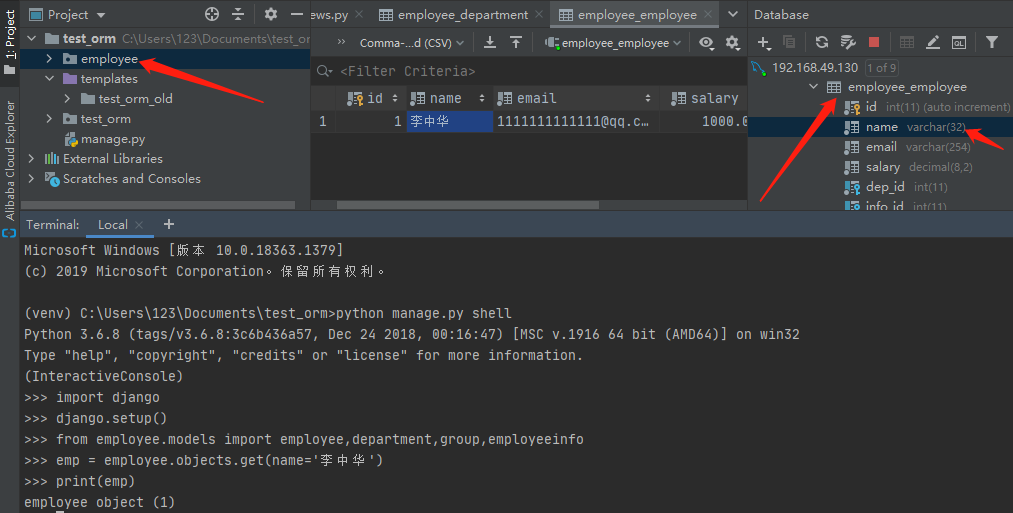 1: Project
Alibaba Cloud Explorer
Project
test_orm C:\Users\123\Documents\test_orm
employee
templates
test_orm_old
test_orm
manage.py
External Libraries
Scratches and Consoles
ews.py
employee_department
employee_employee
Comma-...d (CSV)
employee_employee
<Filter Criteria>
id name email salary
1 1 李中华 1111111111111@qq.c… 1000.0
Database
192.168.49.130 1 of 9
employee_employee
id int(11) (auto increment)
name varchar(32)
email varchar(254)
salary decimal(8,2)
dep_id int(11)
info_id int(11)
Terminal: Local
Microsoft Windows [版本 10.0.18363.1379]
(c) 2019 Microsoft Corporation。保留所有权利。
(venv) C:\Users\123\Documents\test_orm>python manage.py shell
Python 3.6.8 (tags/v3.6.8:3c6b436a57, Dec 24 2018, 00:16:47) [MSC v.1916 64 bit (AMD64)] on win32
Type "help", "copyright", "credits" or "license" for more information.
(InteractiveConsole)
>>> import django
>>> django.setup()
>>> from employee.models import employee,department,group,employeeinfo
>>> emp = employee.objects.get(name='李中华')
>>> print(emp)
employee object (1)